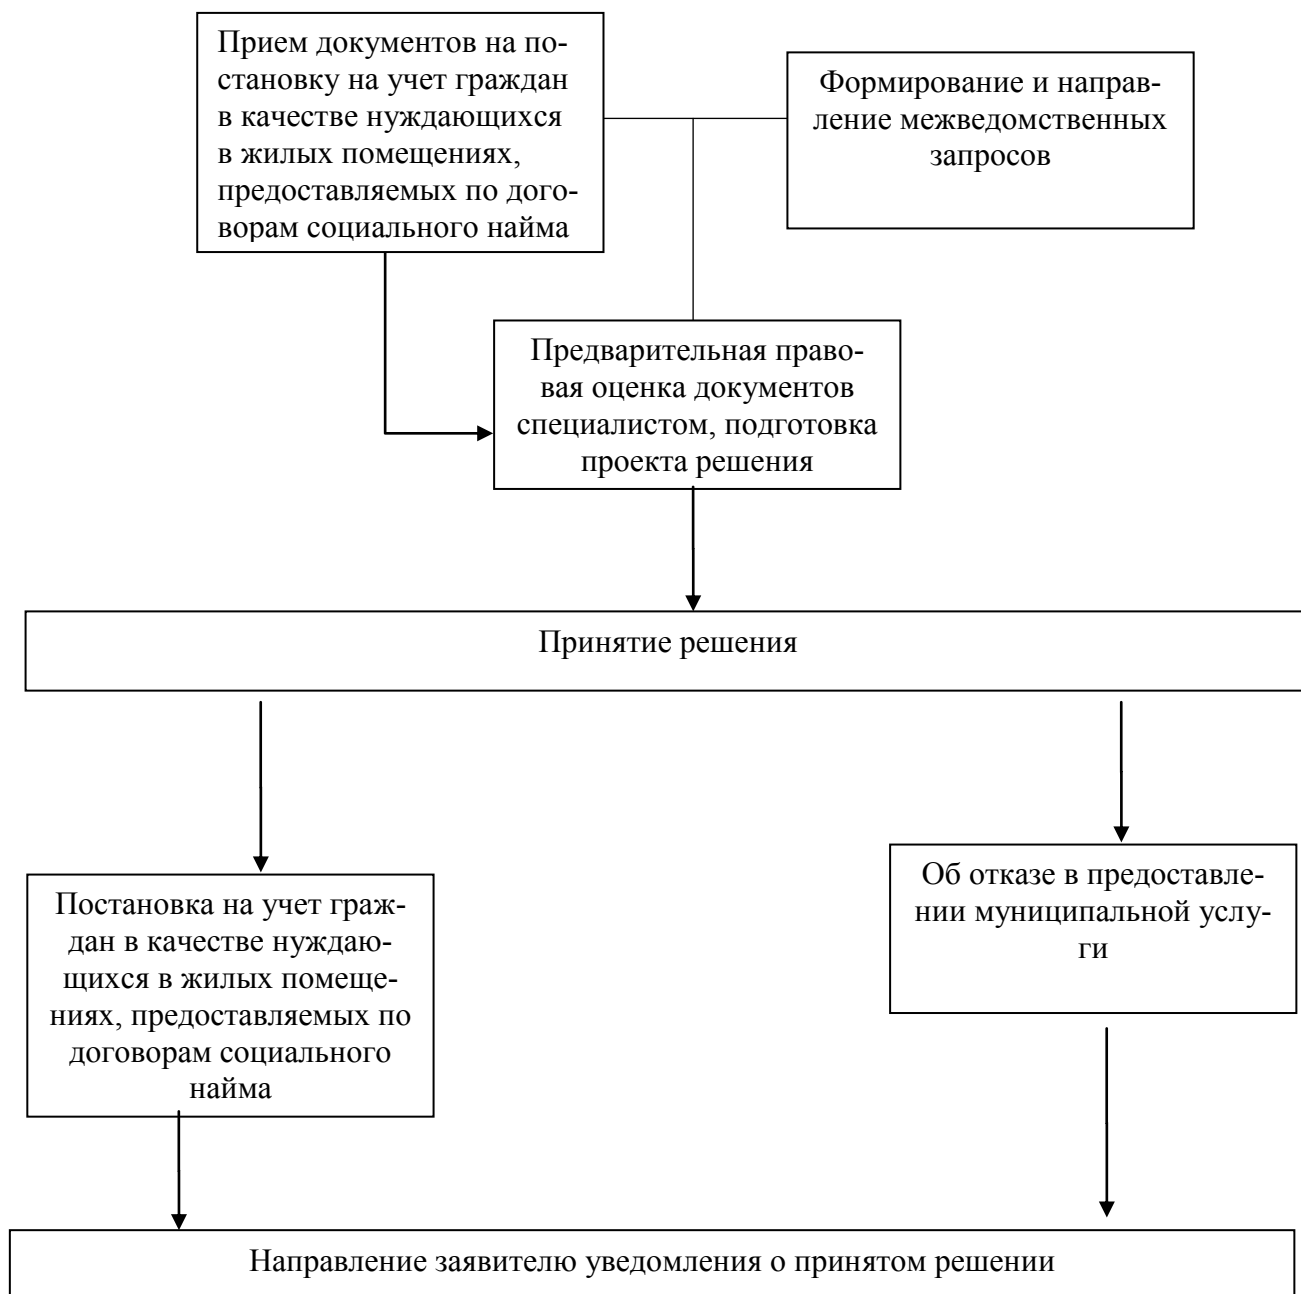 Прием документов на по-
становку на учет граждан
в качестве нуждающихся
в жилых помещениях,
предоставляемых по дого-
ворам социального найма
Формирование и направ-
ление межведомственных
запросов
Предварительная право-
вая оценка документов
специалистом, подготовка
проекта решения
Принятие решения
Постановка на учет граж-
дан в качестве нуждаю-
щихся в жилых помеще-
ниях, предоставляемых по
договорам социального
найма
Об отказе в предоставле-
нии муниципальной услу-
ги
Направление заявителю уведомления о принятом решении